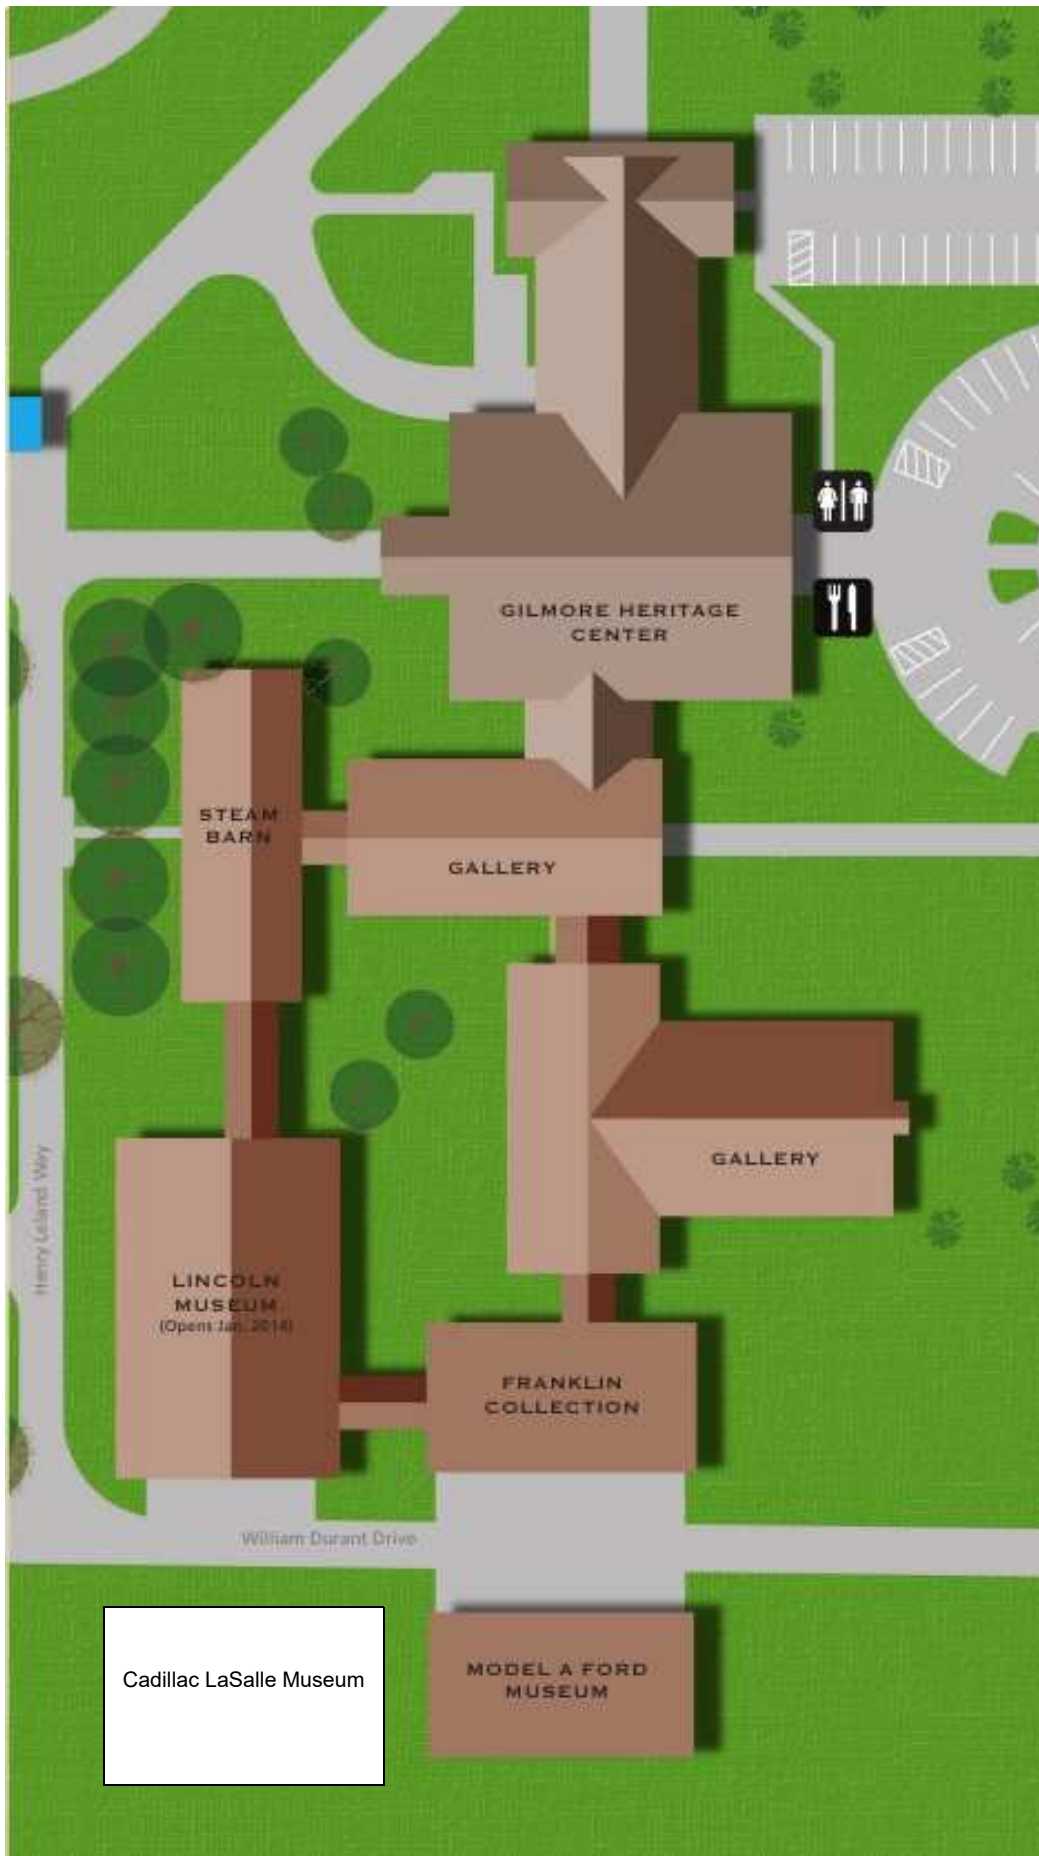 GILMORE HERITAGE
CENTER
STEAM
BARN
GALLERY
GALLERY
Henry Leland Way
LINCOLN
MUSEUM
(Opens Jan. 2014)
FRANKLIN
COLLECTION
William Durant Drive
Cadillac LaSalle Museum
MODEL A FORD
MUSEUM